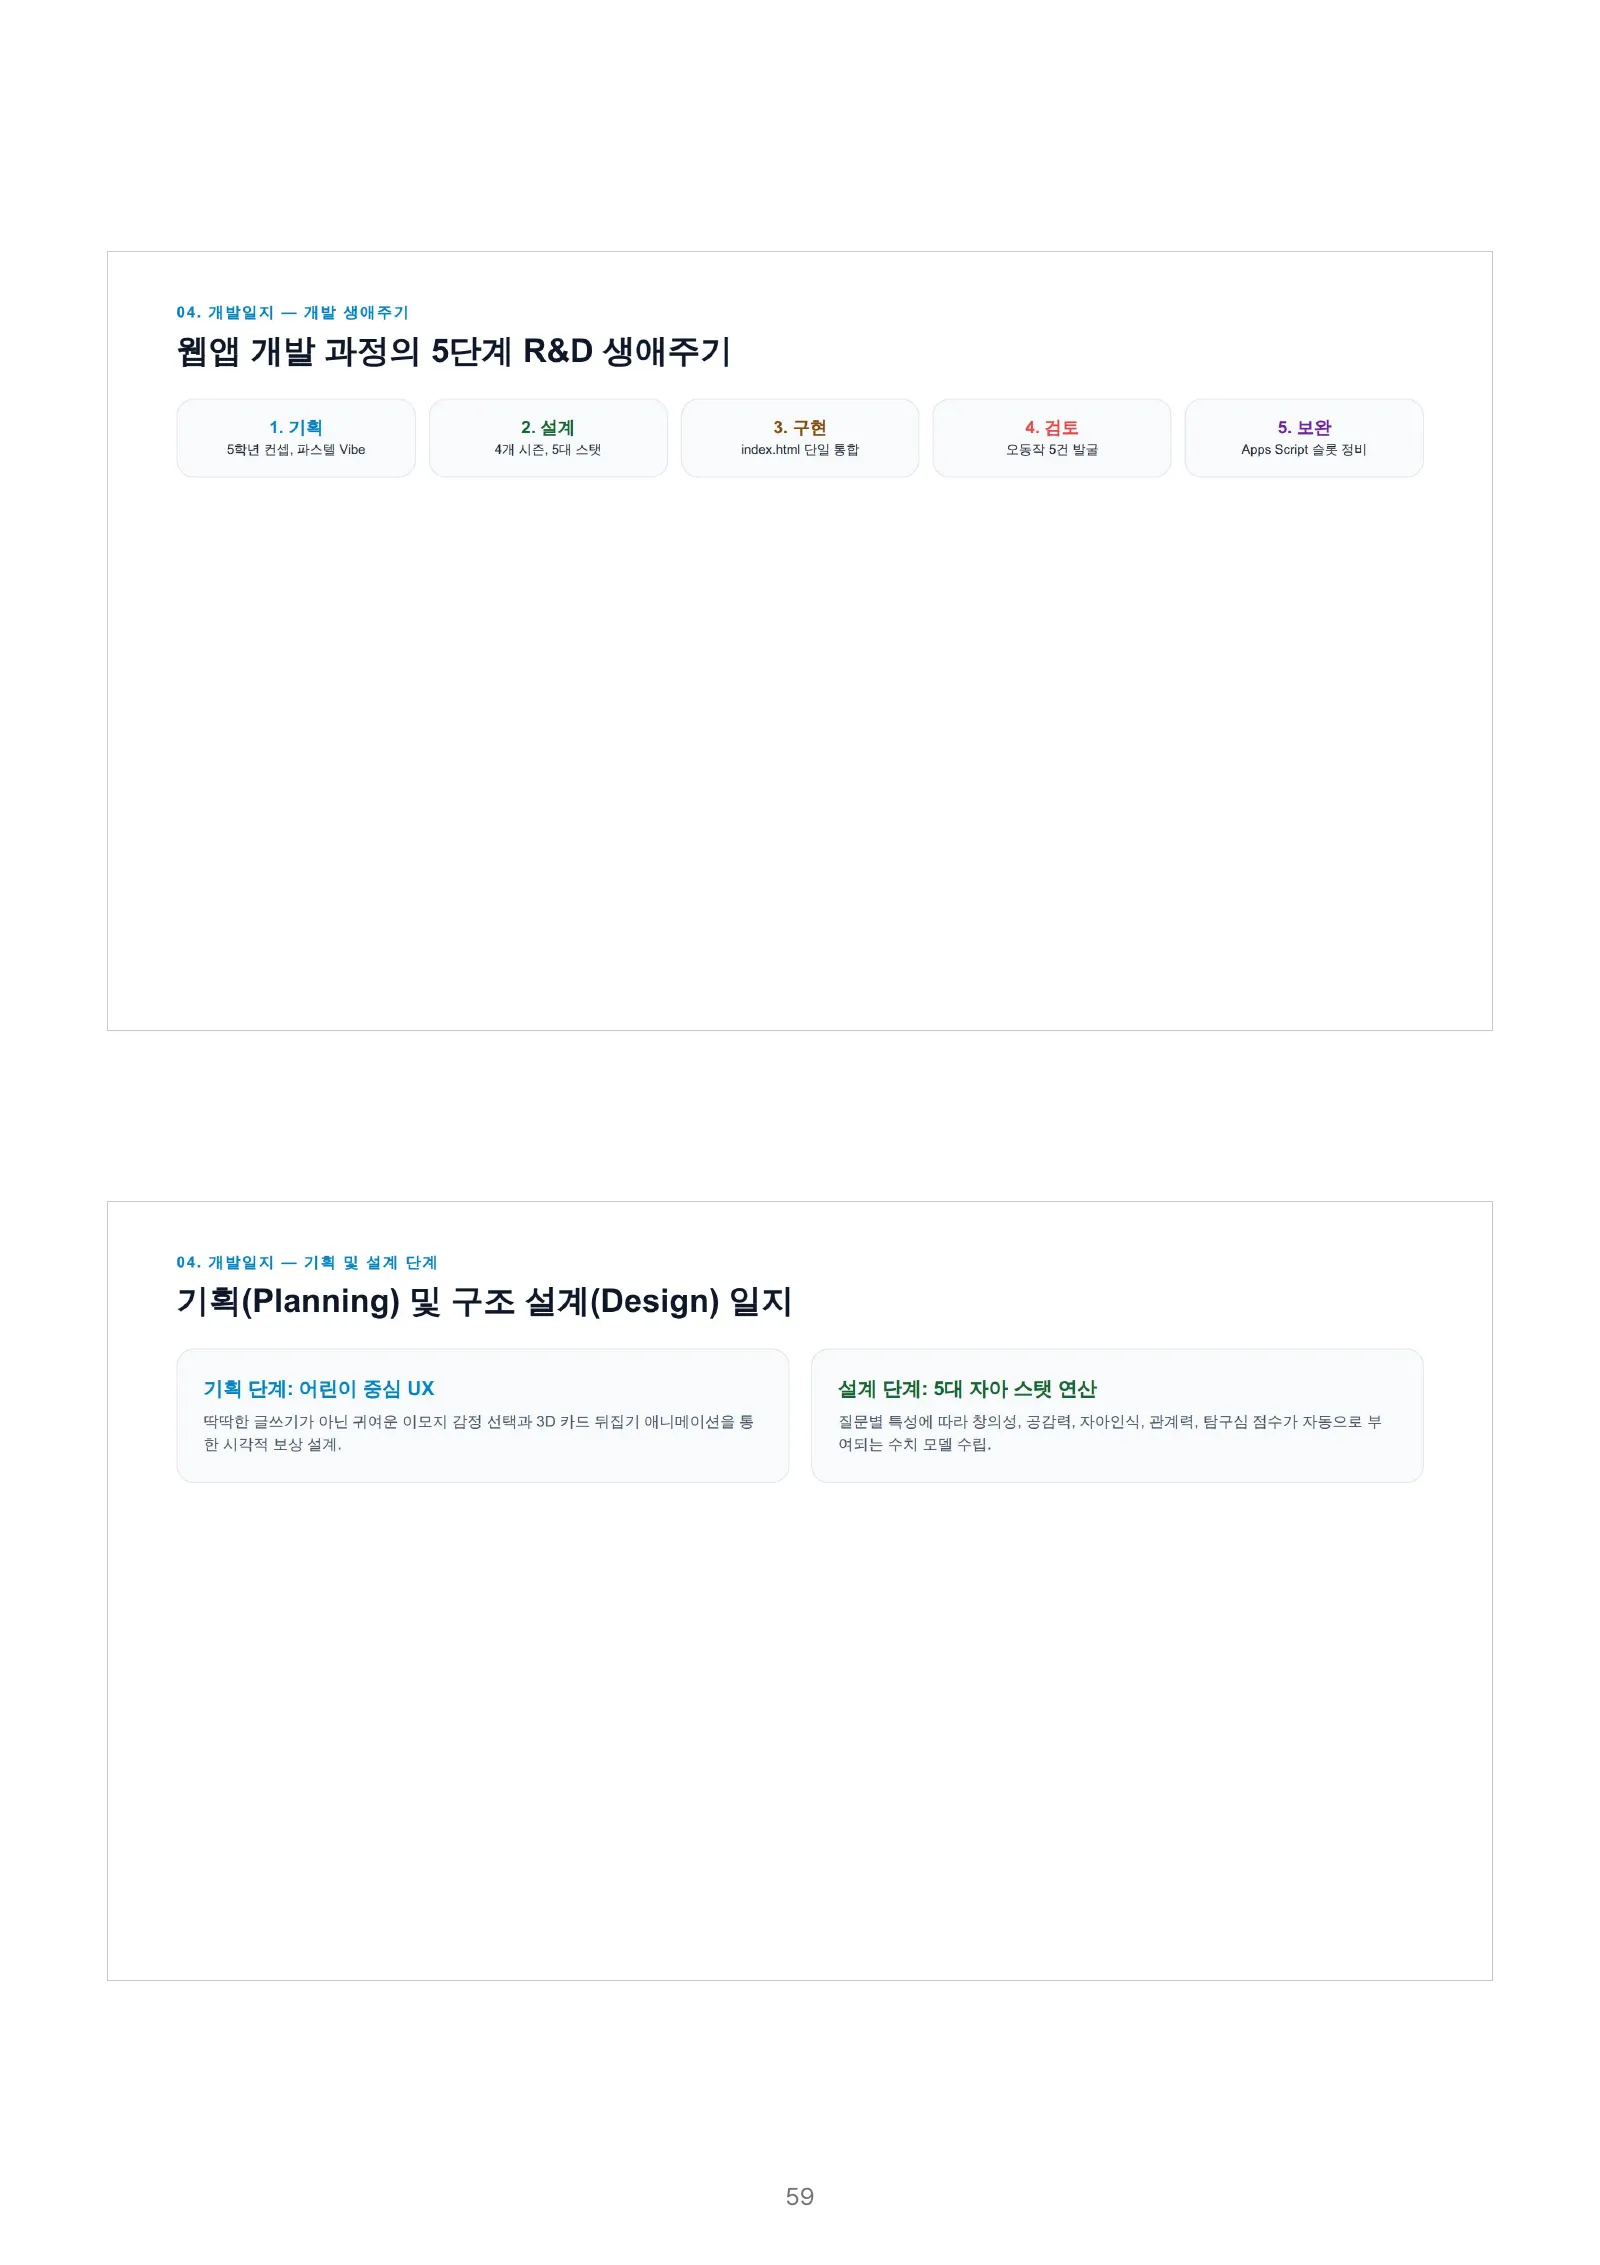 04. 개발일지 — 개발 생애주기
웹앱 개발 과정의 5단계 R&D 생애주기
1. 기획
5학년 컨셉, 파스텔 Vibe
2. 설계
4개 시즌, 5대 스탯
3. 구현
index.html 단일 통합
4. 검토
오동작 5건 발굴
5. 보완
Apps Script 슬롯 정비
04. 개발일지 — 기획 및 설계 단계
기획(Planning) 및 구조 설계(Design) 일지
기획 단계: 어린이 중심 UX
딱딱한 글쓰기가 아닌 귀여운 이모지 감정 선택과 3D 카드 뒤집기 애니메이션을 통
한 시각적 보상 설계.
설계 단계: 5대 자아 스탯 연산
질문별 특성에 따라 창의성, 공감력, 자아인식, 관계력, 탐구심 점수가 자동으로 부
여되는 수치 모델 수립.
59